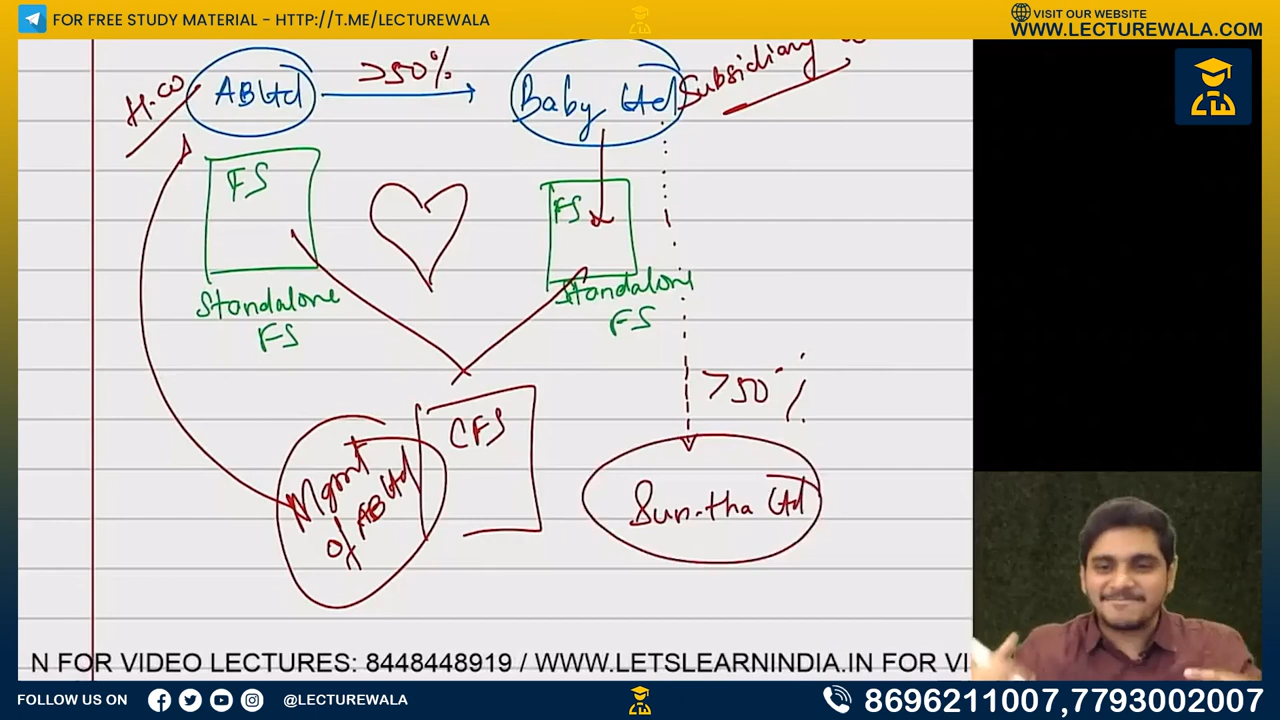 FOR FREE STUDY MATERIAL - HTTP://T.ME/LECTUREWALA
VISIT OUR WEBSITE
WWW.LECTUREWALA.COM
H.co
AB Ltd
>50%
Baby Ltd
Subsidiary co
FS
FS
Standalone
FS
Standalone
FS
>50%
CFS
Mgmt
of AB Ltd
Sunitha Ltd
N FOR VIDEO LECTURES: 8448448919 / WWW.LETSLEARNINDIA.IN FOR VI
FOLLOW US ON
@LECTUREWALA
8696211007,7793002007